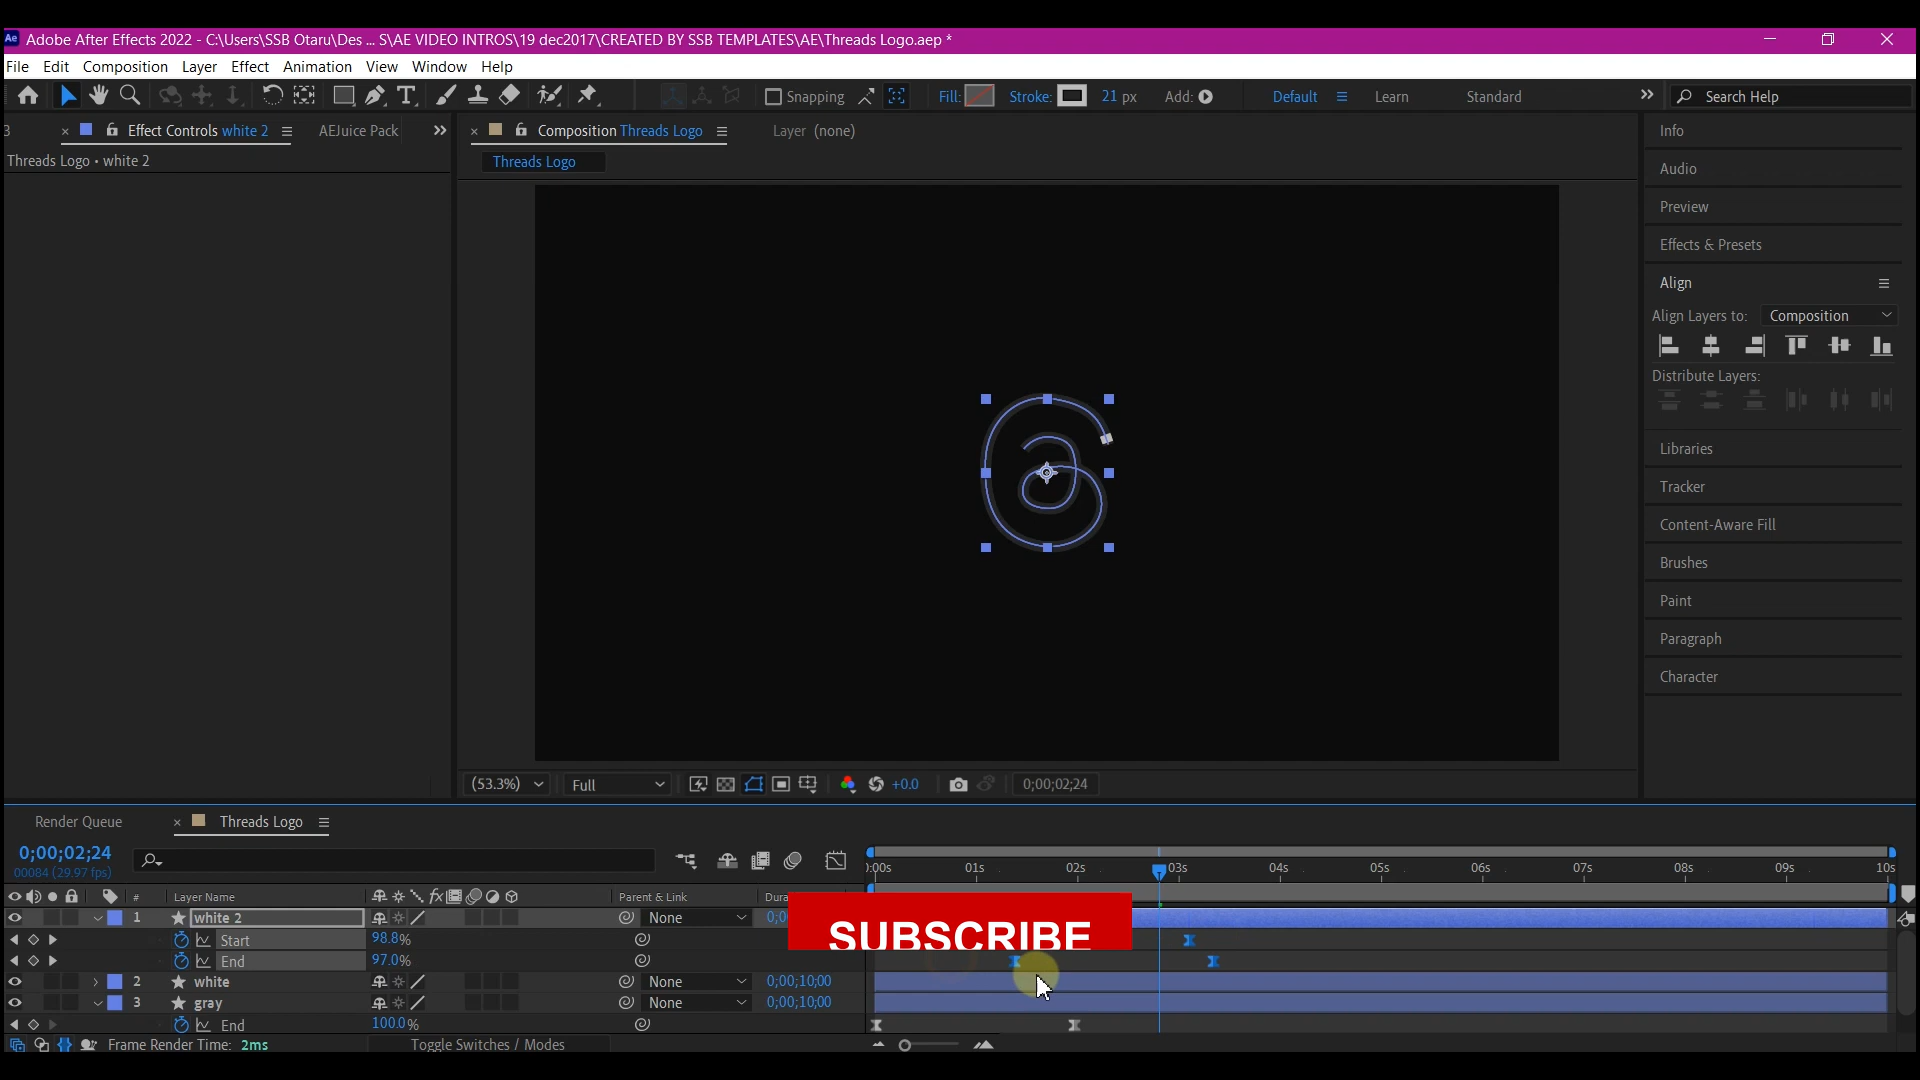 Ae Adobe After Effects 2022 - C:\Users\SSB Otaru\Des ... S\AE VIDEO INTROS\19 dec2017\CREATED BY SSB TEMPLATES\AE\Threads Logo.aep *
File Edit Composition Layer Effect Animation View Window Help
Snapping Fill: Stroke: 21 px Add: Default Learn Standard Search Help
3 Effect Controls white 2 AEJuice Pack Composition Threads Logo Layer (none) Info
Threads Logo • white 2 Threads Logo
Audio
Preview
Effects & Presets
Align
Align Layers to: Composition
Distribute Layers:
Libraries
Tracker
Content-Aware Fill
Brushes
Paint
Paragraph
Character
(53.3%) Full +0.0 0;00;02;24
Render Queue Threads Logo
0;00;02;24
00084 (29.97 fps)
:00s 01s 02s 03s 04s 05s 06s 07s 08s 09s 10s
# Layer Name fx Parent & Link Dura
1 white 2 None 0;0
Start 98.8%
SUBSCRIBE
End 97.0%
2 white None 0;00;10;00
3 gray None 0;00;10;00
End 100.0%
Frame Render Time: 2ms Toggle Switches / Modes